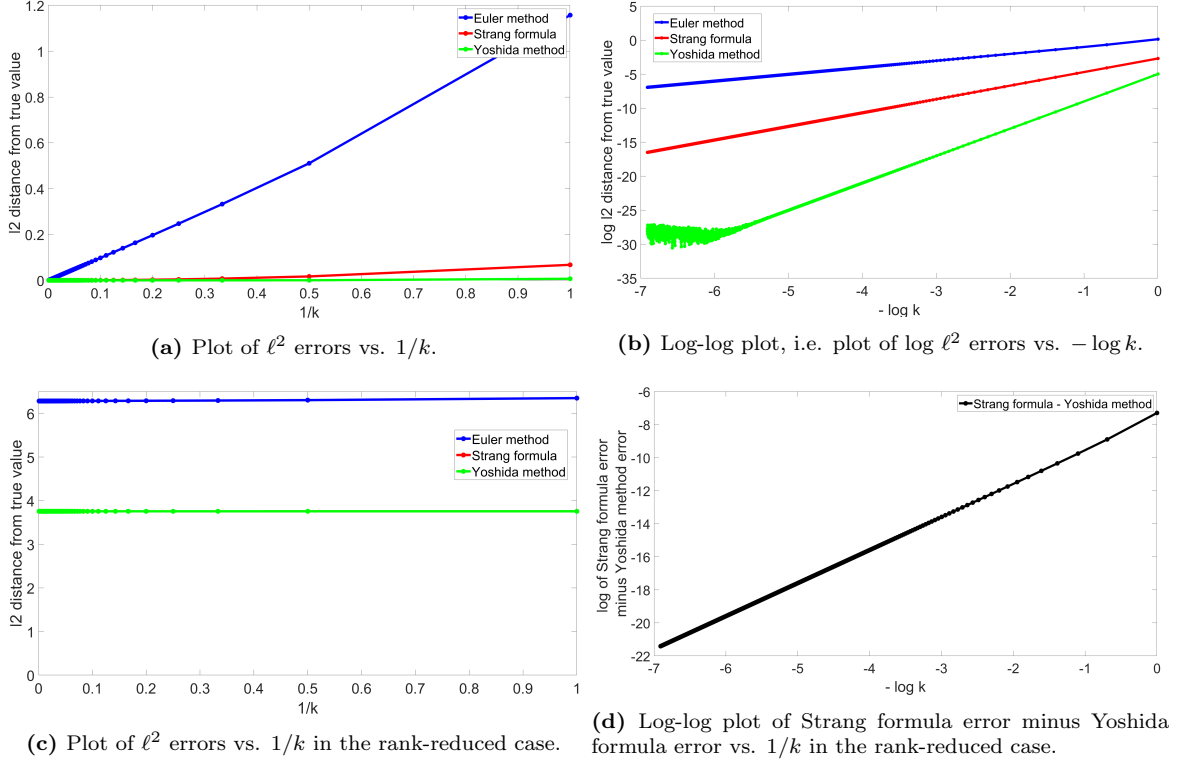 1.2
1
0.8
0.6
0.4
0.2
0
l2 distance from true value
Euler method
Strang formula
Yoshida method
0 0.1 0.2 0.3 0.4 0.5 0.6 0.7 0.8 0.9 1
1/k
(a) Plot of ℓ² errors vs. 1/k.
5
0
-5
-10
-15
-20
-25
-30
-35
log l2 distance from true value
Euler method
Strang formula
Yoshida method
-7 -6 -5 -4 -3 -2 -1 0
- log k
(b) Log-log plot, i.e. plot of log ℓ² errors vs. − log k.
6
5
4
3
2
1
0
l2 distance from true value
Euler method
Strang formula
Yoshida method
0 0.1 0.2 0.3 0.4 0.5 0.6 0.7 0.8 0.9 1
1/k
(c) Plot of ℓ² errors vs. 1/k in the rank-reduced case.
-6
-8
-10
-12
-14
-16
-18
-20
-22
log of Strang formula error
minus Yoshida method error
Strang formula - Yoshida method
-7 -6 -5 -4 -3 -2 -1 0
- log k
(d) Log-log plot of Strang formula error minus Yoshida
formula error vs. 1/k in the rank-reduced case.